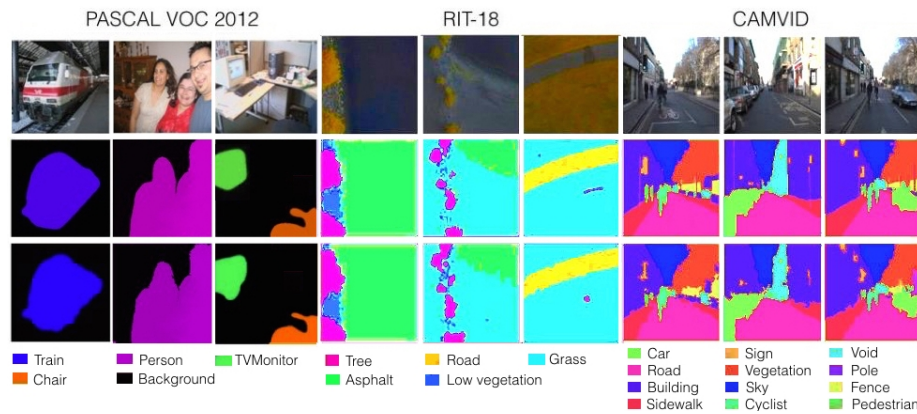 PASCAL VOC 2012 RIT-18 CAMVID
Train Person TVMonitor Tree Road Grass Car Sign Void
Chair Background Asphalt Low vegetation Road Vegetation Pole
Building Sky Fence
Sidewalk Cyclist Pedestrian